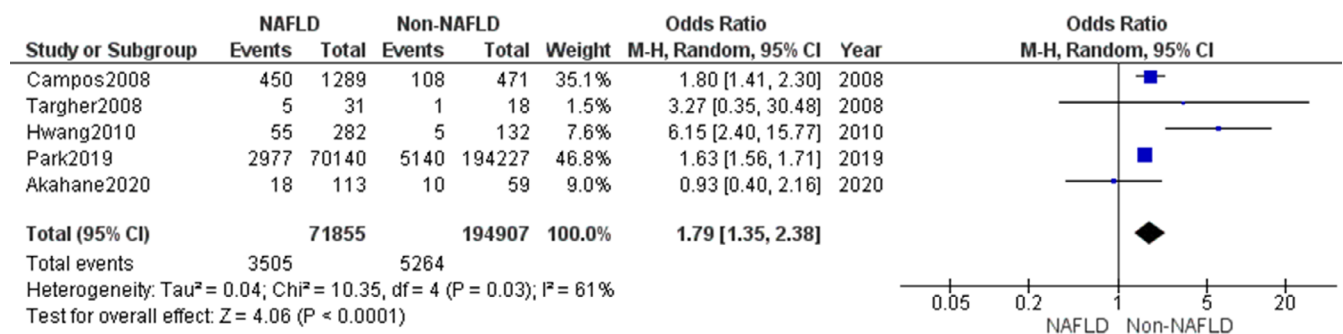 NAFLD Non-NAFLD Odds Ratio Odds Ratio
Study or Subgroup Events Total Events Total Weight M-H, Random, 95% CI Year M-H, Random, 95% CI
Campos2008 450 1289 108 471 35.1% 1.80 [1.41, 2.30] 2008
Targher2008 5 31 1 18 1.5% 3.27 [0.35, 30.48] 2008
Hwang2010 55 282 5 132 7.6% 6.15 [2.40, 15.77] 2010
Park2019 2977 70140 5140 194227 46.8% 1.63 [1.56, 1.71] 2019
Akahane2020 18 113 10 59 9.0% 0.93 [0.40, 2.16] 2020
Total (95% CI) 71855 194907 100.0% 1.79 [1.35, 2.38]
Total events 3505 5264
Heterogeneity: Tau² = 0.04; Chi² = 10.35, df = 4 (P = 0.03); I² = 61%
Test for overall effect: Z = 4.06 (P < 0.0001)
0.05 0.2 1 5 20
NAFLD Non-NAFLD